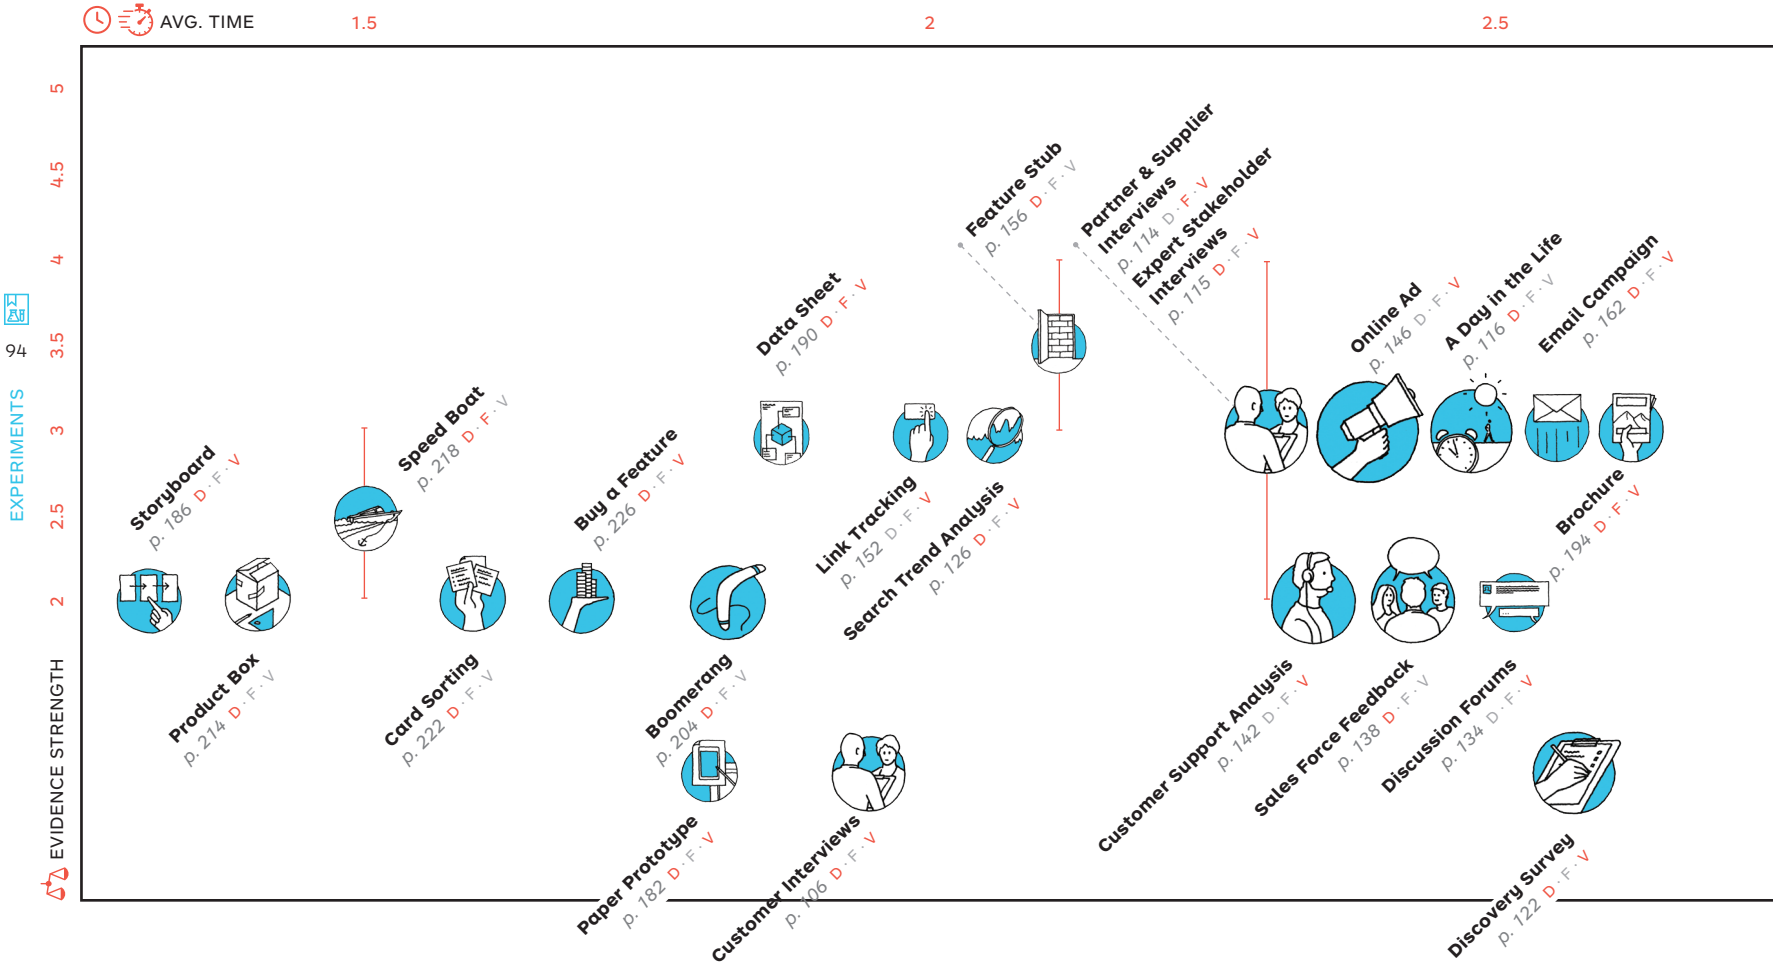 AVG. TIME
1.5
2
2.5
5
4.5
4
3.5
3
2.5
2
EVIDENCE STRENGTH
EXPERIMENTS
94
Storyboard
p. 186 D · F · V
Product Box
p. 214 D · F · V
Speed Boat
p. 218 D · F · V
Card Sorting
p. 222 D · F · V
Buy a Feature
p. 226 D · F · V
Boomerang
p. 204 D · F · V
Paper Prototype
p. 182 D · F · V
Data Sheet
p. 190 D · F · V
Customer Interviews
p. 106 D · F · V
Link Tracking
p. 152 D · F · V
Search Trend Analysis
p. 126 D · F · V
Feature Stub
p. 156 D · F · V
Partner & Supplier
Interviews
p. 114 D · F · V
Expert Stakeholder
Interviews
p. 115 D · F · V
Online Ad
p. 146 D · F · V
A Day in the Life
p. 116 D · F · V
Email Campaign
p. 162 D · F · V
Brochure
p. 194 D · F · V
Customer Support Analysis
p. 142 D · F · V
Sales Force Feedback
p. 138 D · F · V
Discussion Forums
p. 134 D · F · V
Discovery Survey
p. 122 D · F · V